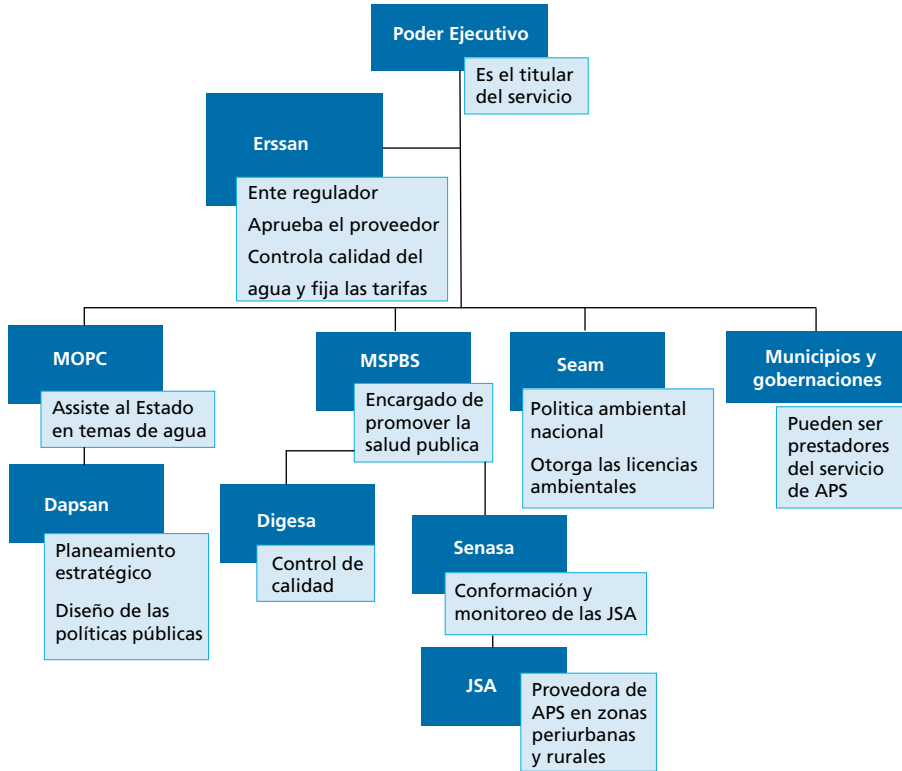 Poder Ejecutivo
Es el titular
del servicio
Erssan
Ente regulador
Aprueba el proveedor
Controla calidad del
agua y fija las tarifas
MOPC
Assiste al Estado
en temas de agua
Dapsan
Planeamiento
estratégico
Diseño de las
políticas públicas
MSPBS
Encargado de
promover la
salud publica
Digesa
Control de
calidad
Senasa
Conformación y
monitoreo de las JSA
JSA
Provedora de
APS en zonas
periurbanas
y rurales
Seam
Politica ambiental
nacional
Otorga las licencias
ambientales
Municipios y
gobernaciones
Pueden ser
prestadores
del servicio
de APS